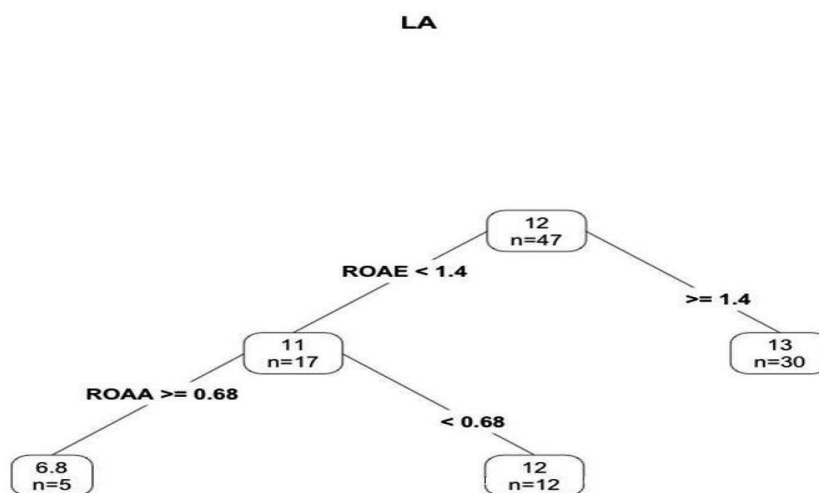 LA
12
n=47
ROAE < 1.4
>= 1.4
11
n=17
13
n=30
ROAA >= 0.68
< 0.68
6.8
n=5
12
n=12